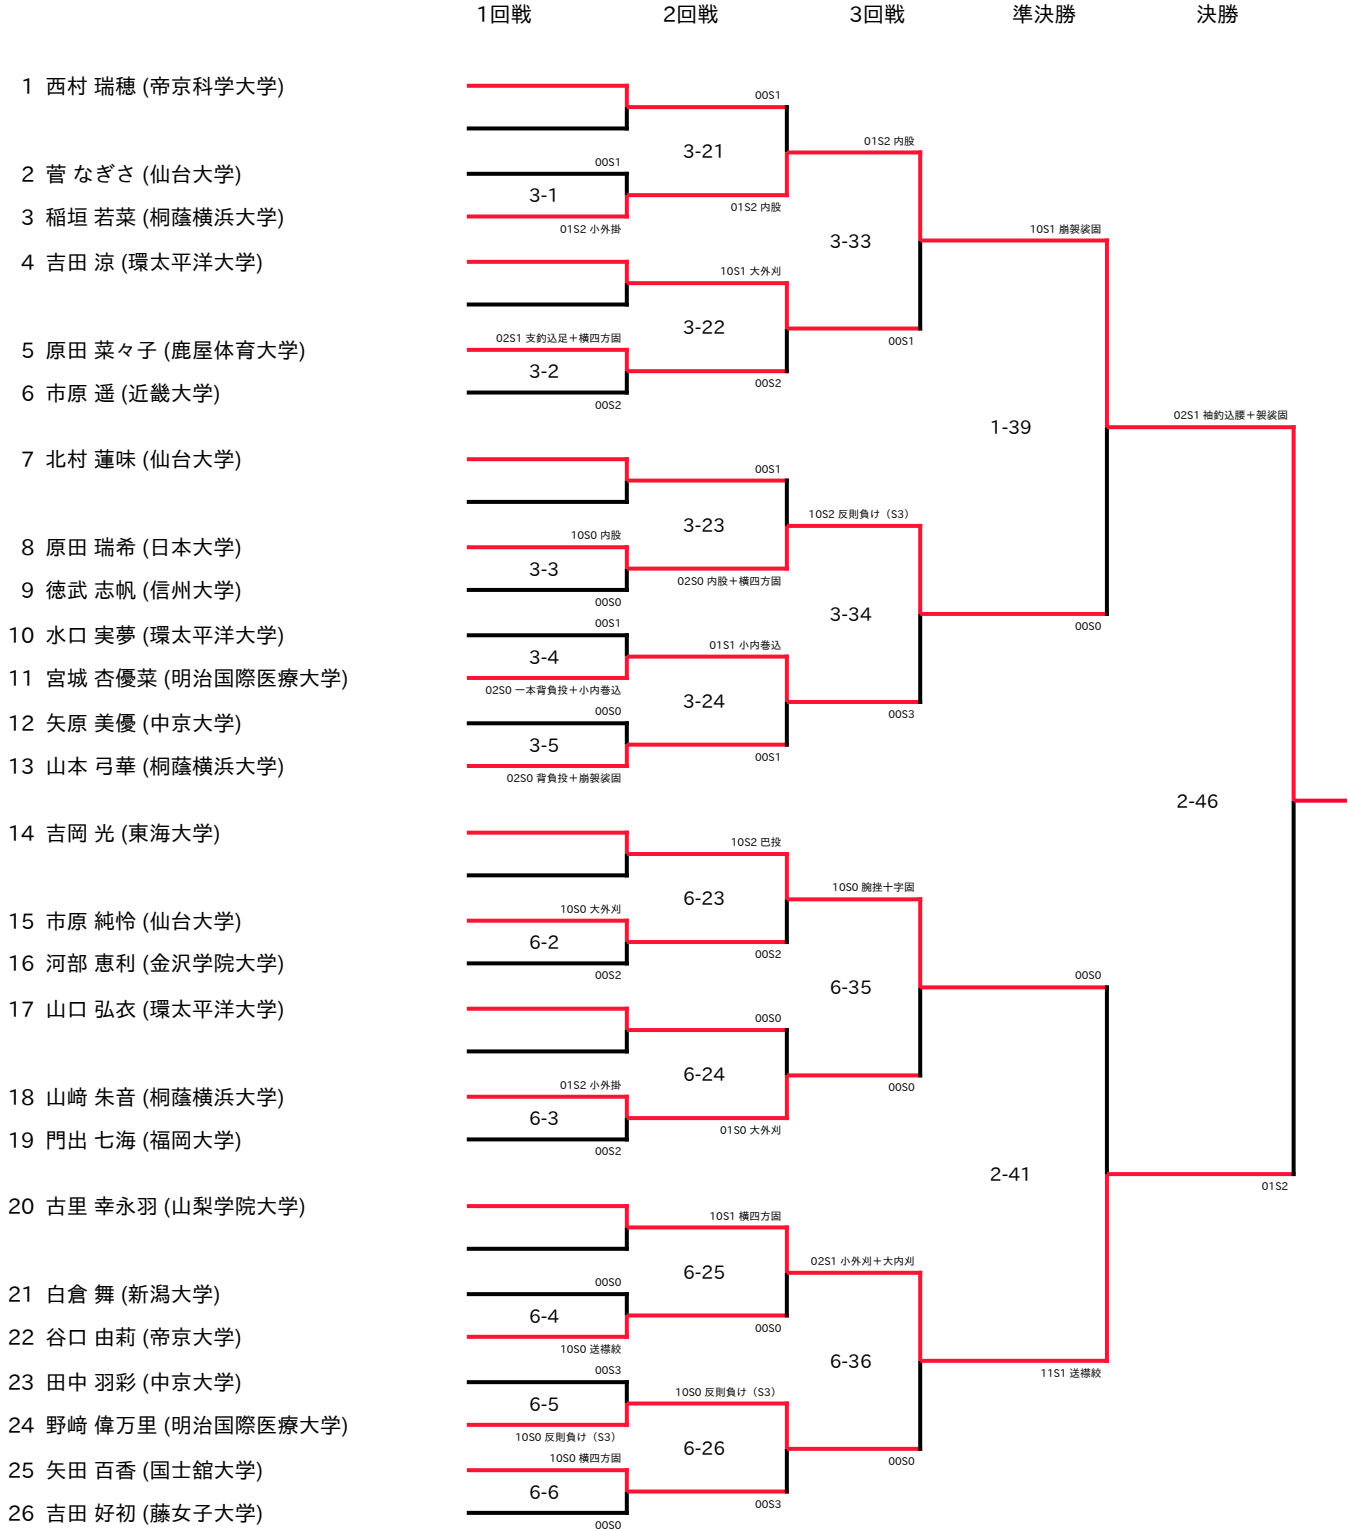 1回戦 2回戦 3回戦 準決勝 決勝
1 西村 瑞穂 (帝京科学大学)
00S1
01S2 内股
3-21
00S1
2 菅 なぎさ (仙台大学)
3-1
01S2 内股
3 稲垣 若菜 (桐蔭横浜大学)
01S2 小外掛
10S1 崩袈裟固
3-33
4 吉田 涼 (環太平洋大学)
10S1 大外刈
3-22
02S1 支釣込足+横四方固
00S1
5 原田 菜々子 (鹿屋体育大学)
3-2
00S2
6 市原 遥 (近畿大学)
00S2
02S1 袖釣込腰+袈裟固
1-39
7 北村 蓮味 (仙台大学)
00S1
10S2 反則負け (S3)
3-23
10S0 内股
8 原田 瑞希 (日本大学)
3-3
02S0 内股+横四方固
9 徳武 志帆 (信州大学)
00S0
3-34
00S1
00S0
10 水口 実夢 (環太平洋大学)
01S1 小内巻込
3-4
11 宮城 杏優菜 (明治国際医療大学)
02S0 一本背負投+小内巻込
3-24
00S0
00S3
12 矢原 美優 (中京大学)
3-5
00S1
13 山本 弓華 (桐蔭横浜大学)
02S0 背負投+崩袈裟固
2-46
14 吉岡 光 (東海大学)
10S2 巴投
10S0 腕挫十字固
6-23
10S0 大外刈
15 市原 純怜 (仙台大学)
6-2
00S2
16 河部 恵利 (金沢学院大学)
00S2
00S0
6-35
17 山口 弘衣 (環太平洋大学)
00S0
6-24
01S2 小外掛
00S0
18 山﨑 朱音 (桐蔭横浜大学)
6-3
01S0 大外刈
19 門出 七海 (福岡大学)
00S2
2-41
01S2
20 古里 幸永羽 (山梨学院大学)
10S1 横四方固
02S1 小外刈+大内刈
6-25
00S0
21 白倉 舞 (新潟大学)
6-4
00S0
22 谷口 由莉 (帝京大学)
10S0 送襟絞
6-36
00S3
11S1 送襟絞
23 田中 羽彩 (中京大学)
10S0 反則負け (S3)
6-5
24 野﨑 偉万里 (明治国際医療大学)
10S0 反則負け (S3)
6-26
10S0 横四方固
00S0
25 矢田 百香 (国士舘大学)
6-6
00S3
26 吉田 好初 (藤女子大学)
00S0